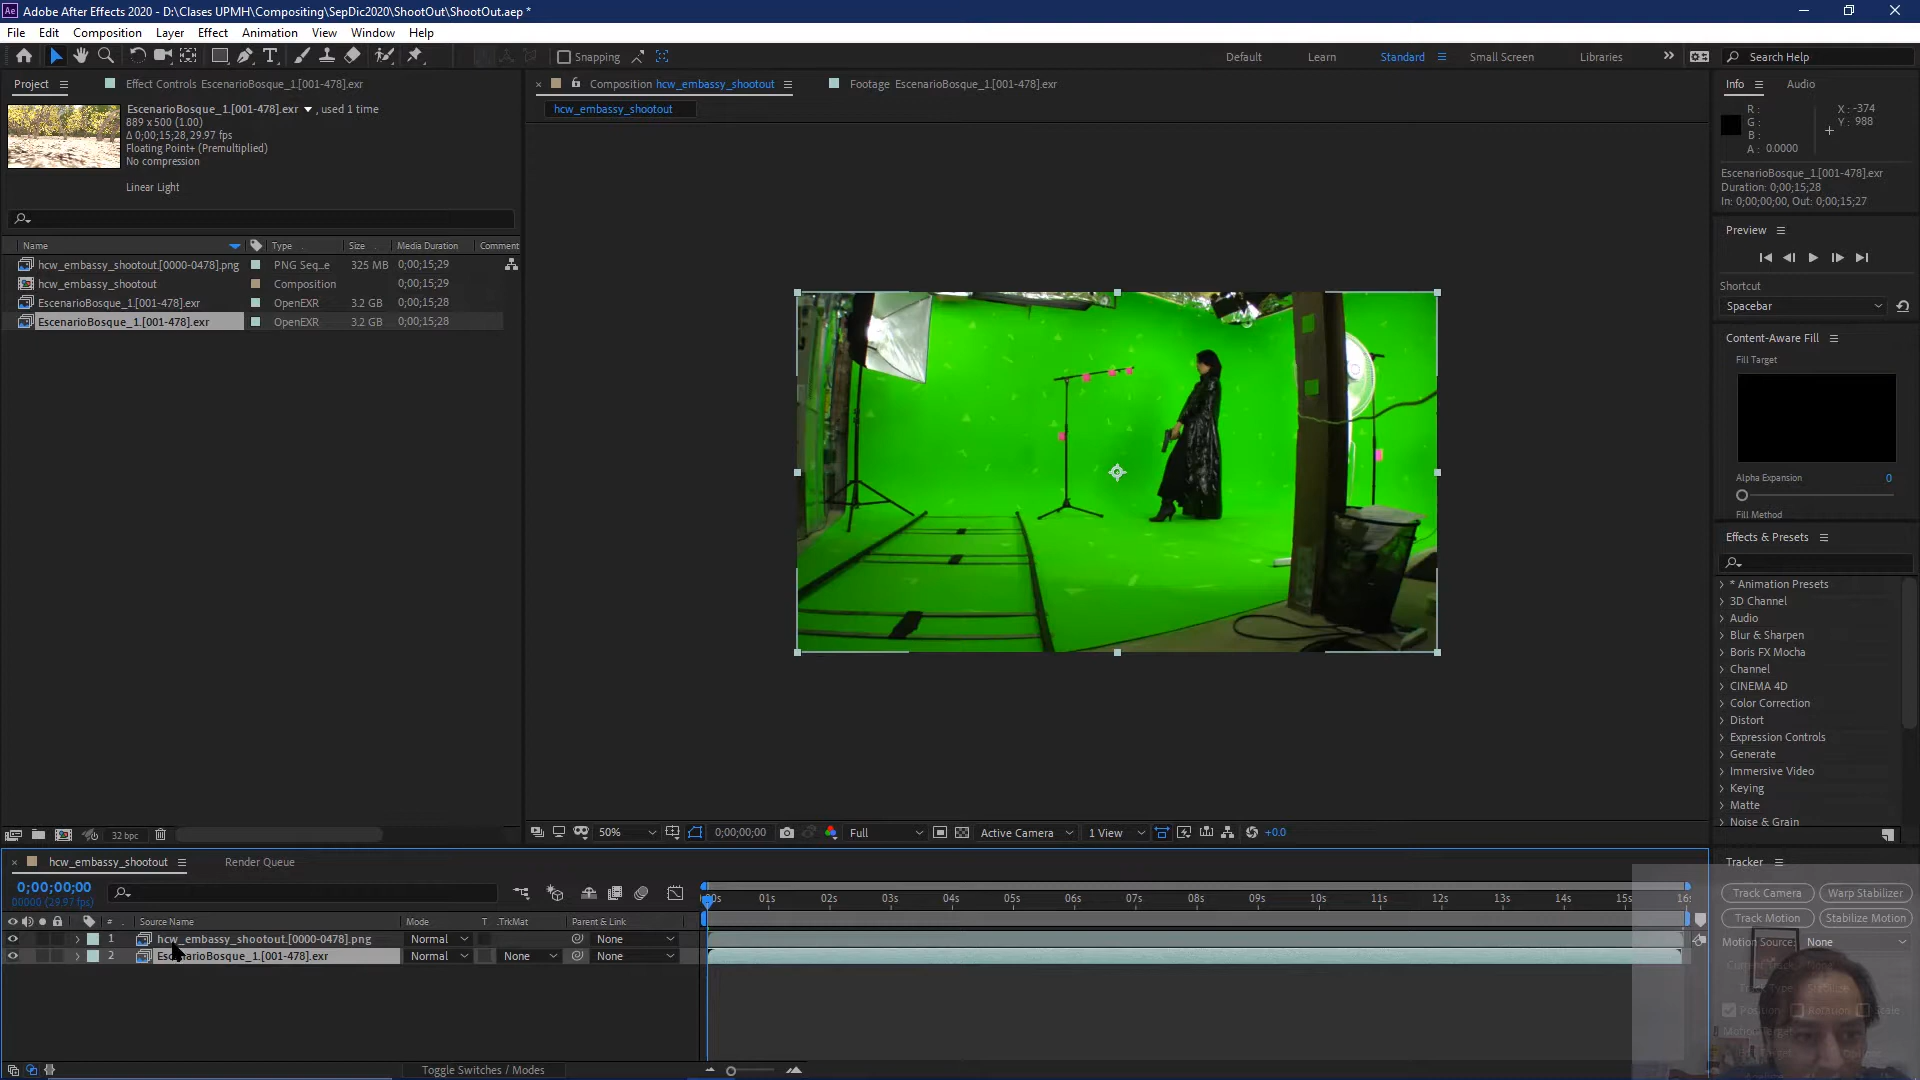 Ae Adobe After Effects 2020 - D:\Clases UPMH\Compositing\SepDic2020\ShootOut\ShootOut.aep *
File Edit Composition Layer Effect Animation View Window Help
Snapping Default Learn Standard Small Screen Libraries Search Help
Project Effect Controls EscenarioBosque_1.[001-478].exr
EscenarioBosque_1.[001-478].exr , used 1 time
889 x 500 (1.00)
Δ 0;00;15;28, 29.97 fps
Floating Point+ (Premultiplied)
No compression
Linear Light
Name Type Size Media Duration Comment
hcw_embassy_shootout.[0000-0478].png PNG Seq...e 325 MB 0;00;15;29
hcw_embassy_shootout Composition 0;00;15;29
EscenarioBosque_1.[001-478].exr OpenEXR 3.2 GB 0;00;15;28
EscenarioBosque_1.[001-478].exr OpenEXR 3.2 GB 0;00;15;28
32 bpc
Composition hcw_embassy_shootout Footage EscenarioBosque_1.[001-478].exr
hcw_embassy_shootout
50% 0;00;00;00 Full Active Camera 1 View +0.0
Info Audio
R :
G :
B :
A : 0.0000
X : -374
Y : 988
EscenarioBosque_1.[001-478].exr
Duration: 0;00;15;28
In: 0;00;00;00, Out: 0;00;15;27
Preview
Shortcut
Spacebar
Content-Aware Fill
Fill Target
Alpha Expansion 0
Fill Method
Effects & Presets
* Animation Presets
3D Channel
Audio
Blur & Sharpen
Boris FX Mocha
Channel
CINEMA 4D
Color Correction
Distort
Expression Controls
Generate
Immersive Video
Keying
Matte
Noise & Grain
hcw_embassy_shootout Render Queue
0;00;00;00
00000 (29.97 fps)
01s 02s 03s 04s 05s 06s 07s 08s 09s 10s 11s 12s 13s 14s 15s
# Source Name Mode T .TrkMat Parent & Link
1 hcw_embassy_shootout.[0000-0478].png Normal None
2 EscenarioBosque_1.[001-478].exr Normal None None
Toggle Switches / Modes
Tracker
Track Camera Warp Stabilizer
Track Motion Stabilize Motion
Motion Source: None
Rotation Scale